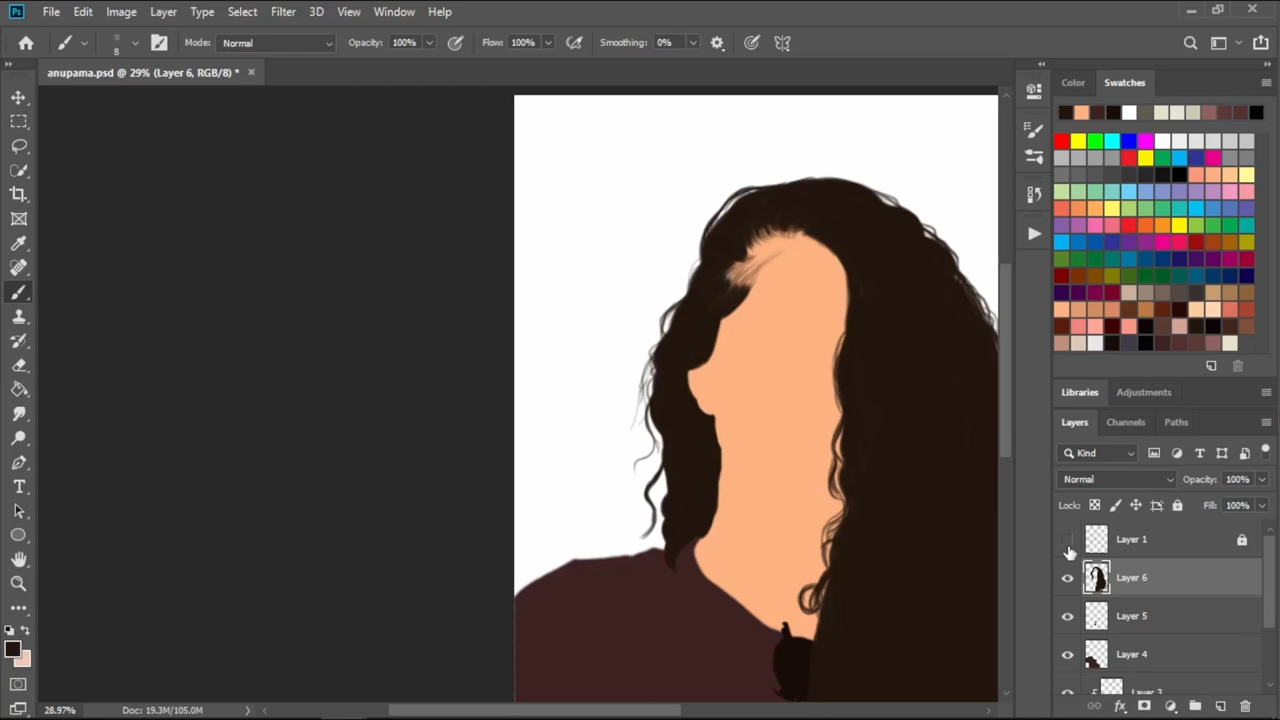 Ps File Edit Image Layer Type Select Filter 3D View Window Help
8 Mode: Normal Opacity: 100% Flow: 100% Smoothing: 0%
anupama.psd @ 29% (Layer 6, RGB/8) * ×
Color Swatches
Libraries Adjustments
Layers Channels Paths
Kind
Normal Opacity: 100%
Lock: Fill: 100%
Layer 1
Layer 6
Layer 5
Layer 4
Layer 3
28.97% Doc: 19.3M/105.0M